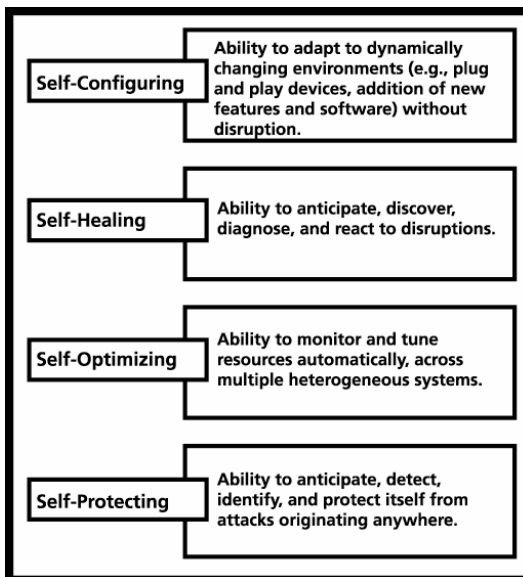 Self-Configuring
Ability to adapt to dynamically
changing environments (e.g., plug
and play devices, addition of new
features and software) without
disruption.
Self-Healing
Ability to anticipate, discover,
diagnose, and react to disruptions.
Self-Optimizing
Ability to monitor and tune
resources automatically, across
multiple heterogeneous systems.
Self-Protecting
Ability to anticipate, detect,
identify, and protect itself from
attacks originating anywhere.